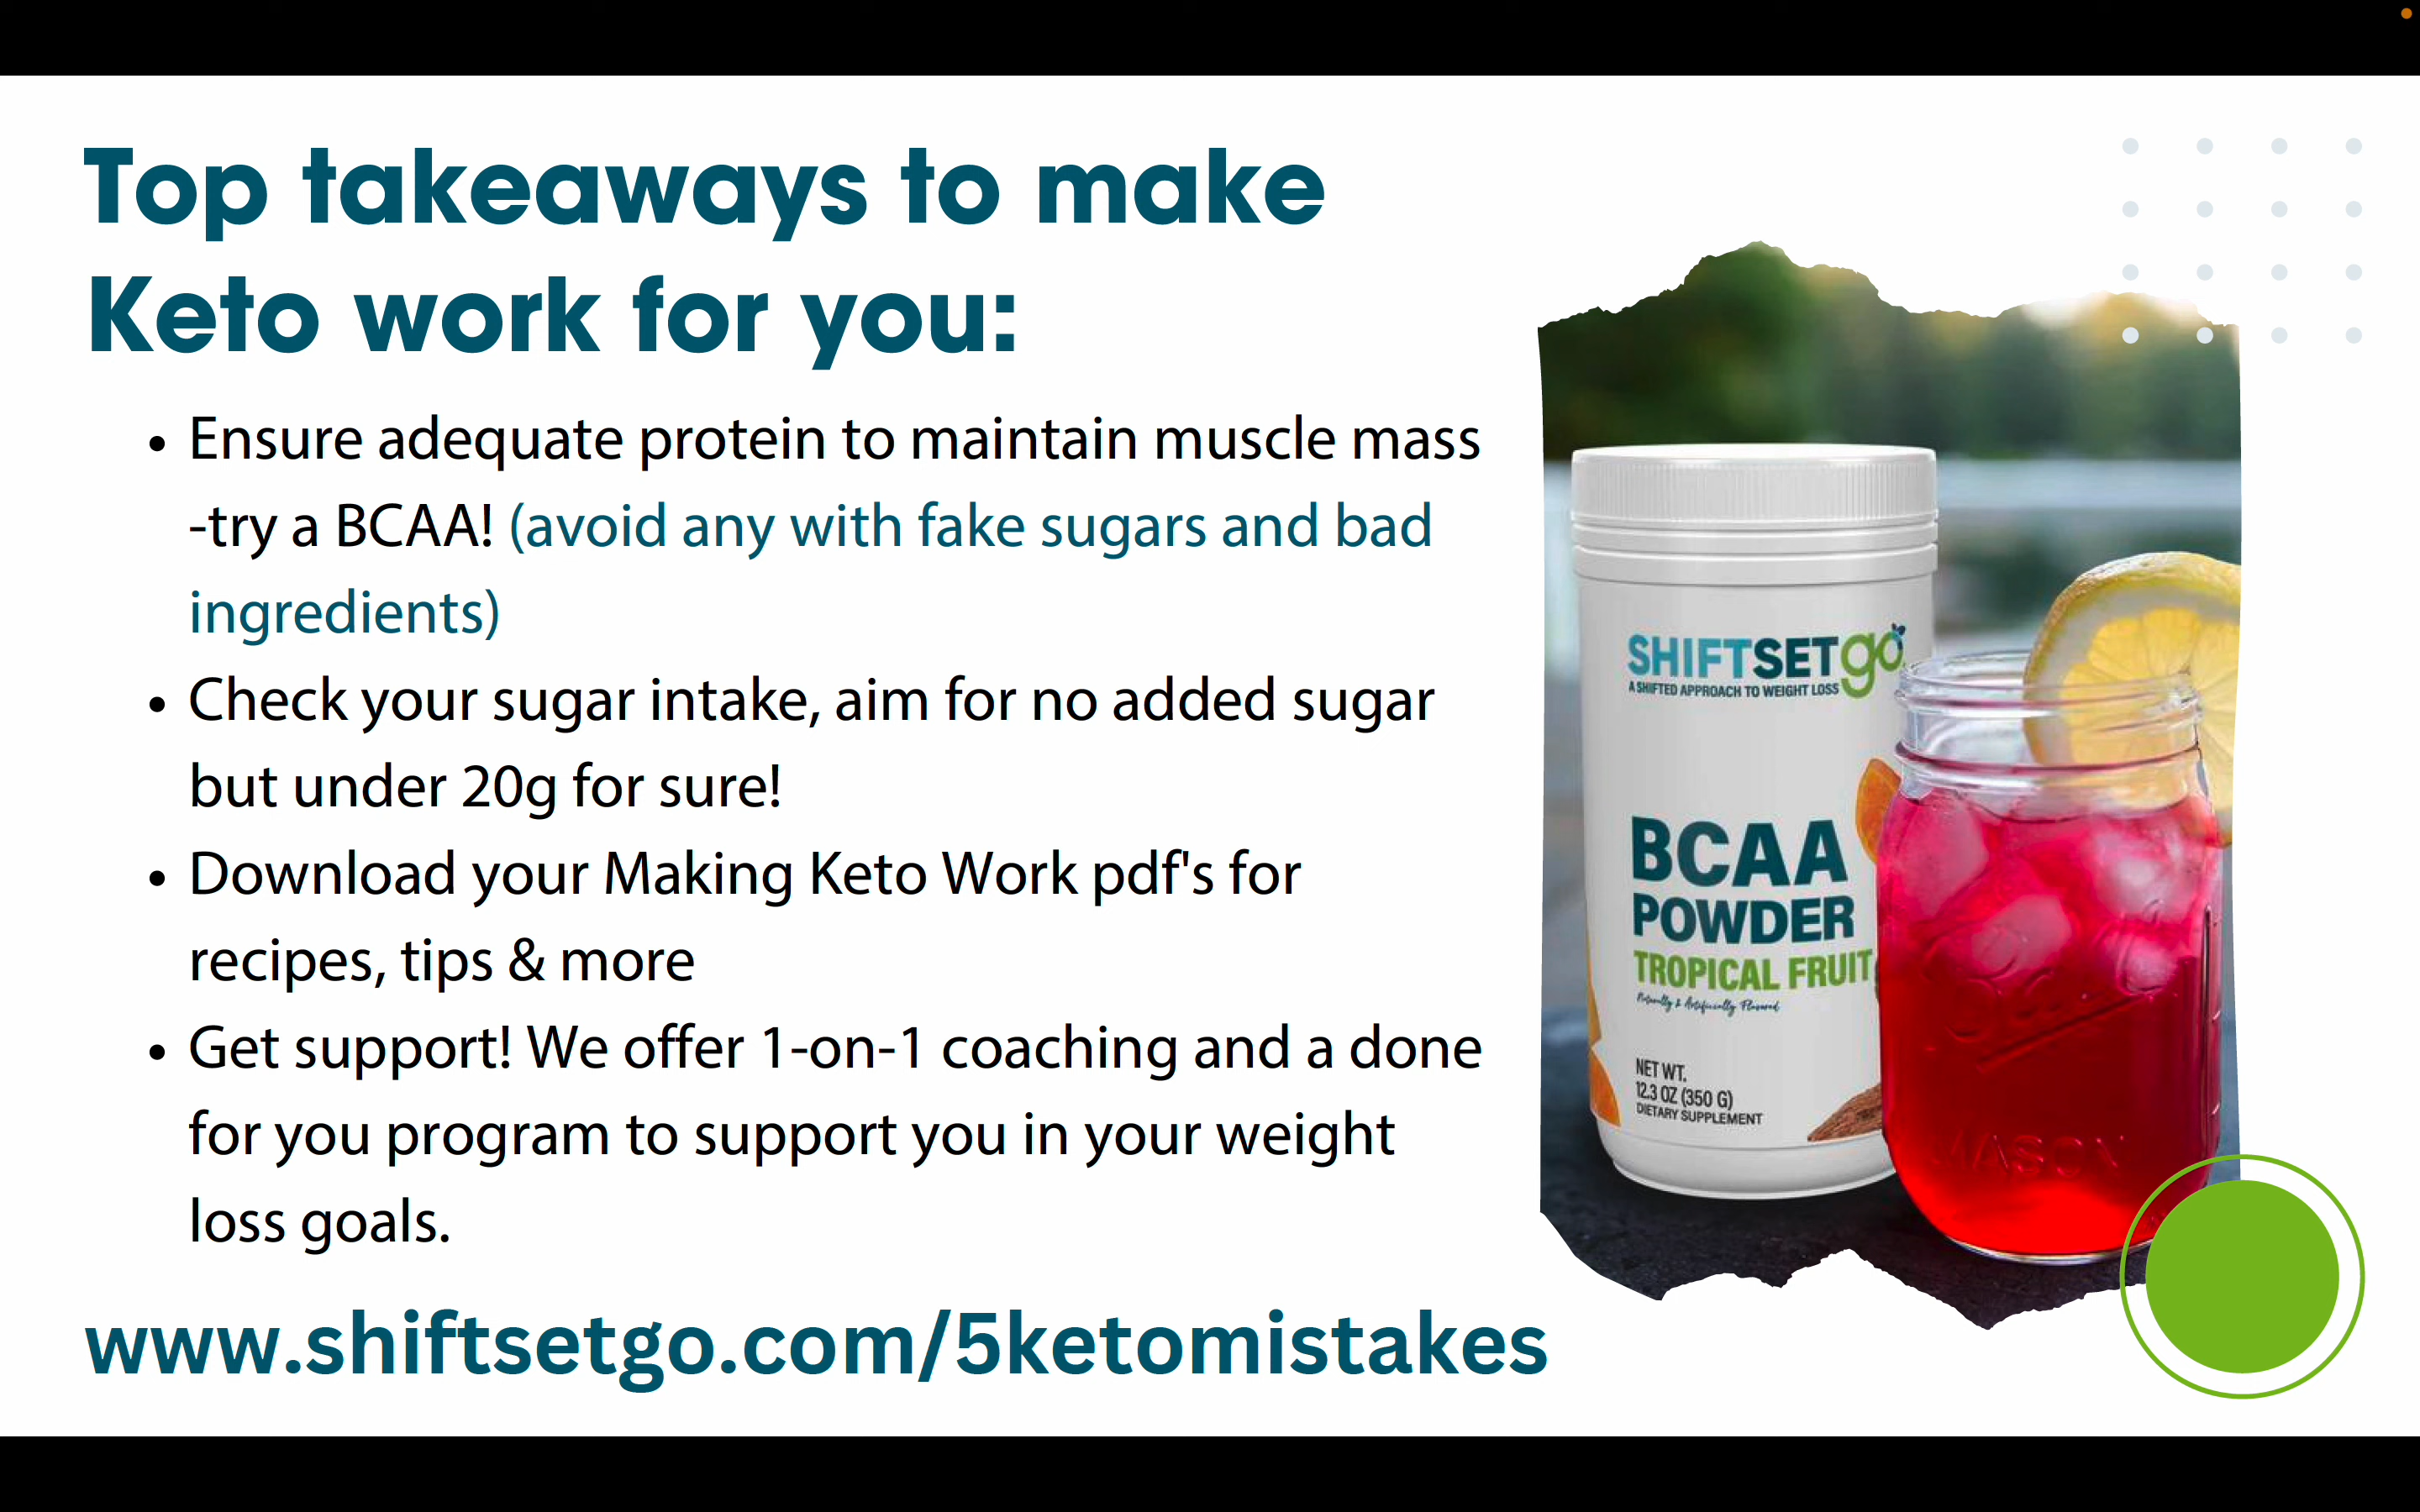 Top takeaways to make
Keto work for you:
• Ensure adequate protein to maintain muscle mass
-try a BCAA! (avoid any with fake sugars and bad
ingredients)
• Check your sugar intake, aim for no added sugar
but under 20g for sure!
• Download your Making Keto Work pdf's for
recipes, tips & more
• Get support! We offer 1-on-1 coaching and a done
for you program to support you in your weight
loss goals.
www.shiftsetgo.com/5ketomistakes
SHIFTSETgo
A SHIFTED APPROACH TO WEIGHT LOSS
BCAA
POWDER
TROPICAL FRUIT
Naturally & Artificially Flavored
NET WT.
12.3 OZ (350 G)
DIETARY SUPPLEMENT
MASON